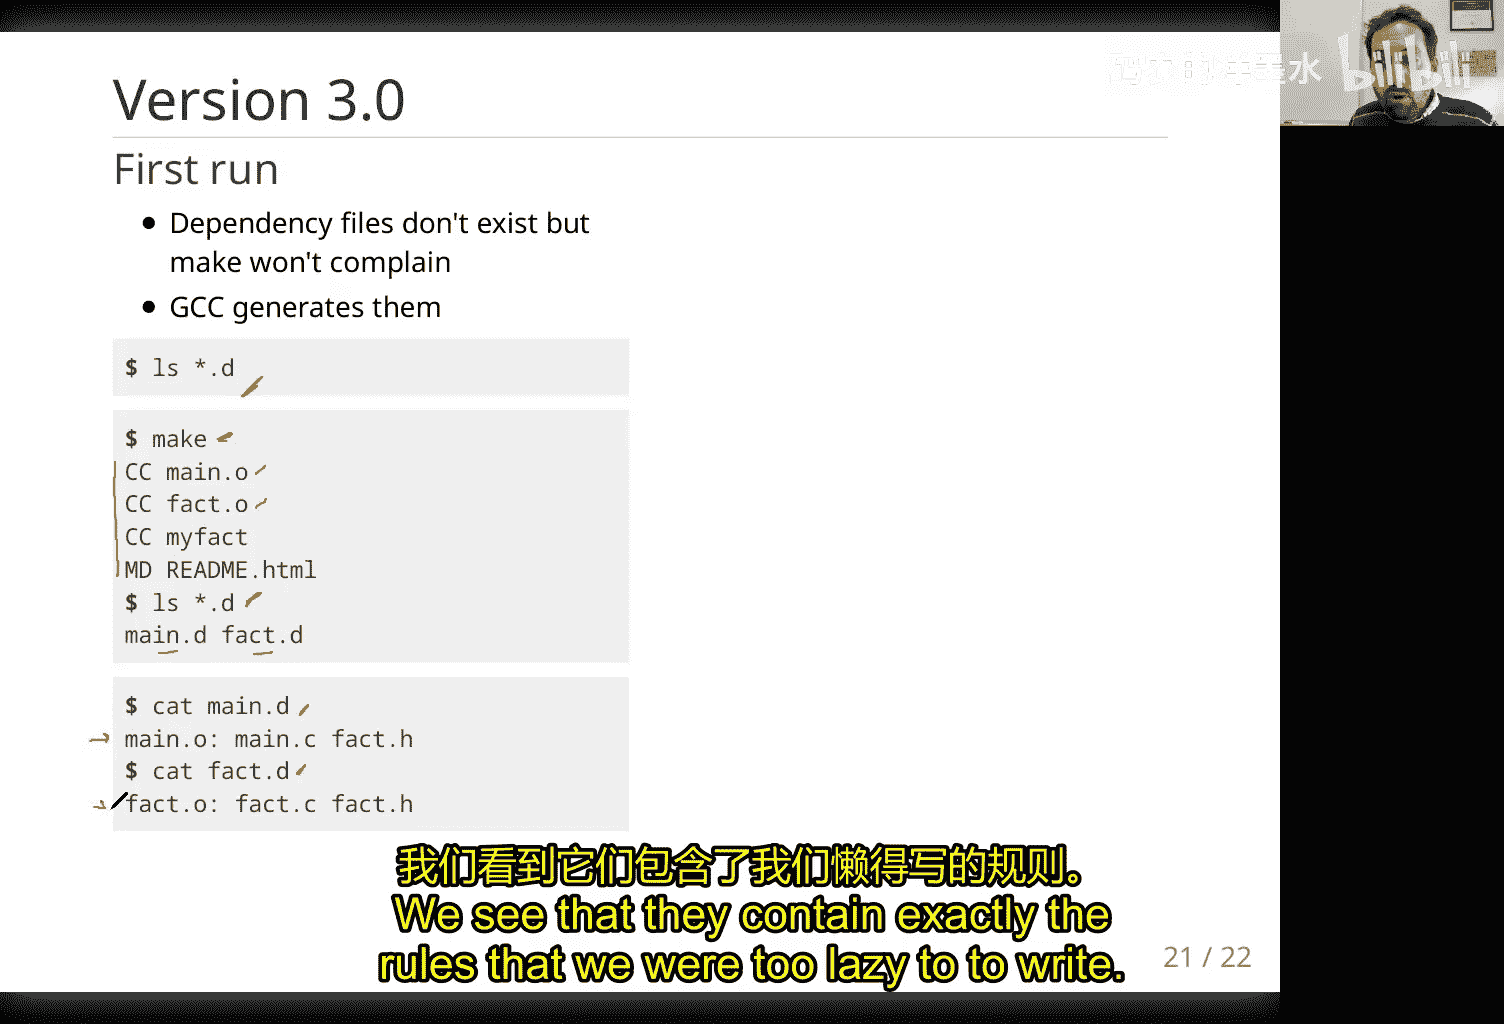 Version 3.0
First run
● Dependency files don't exist but
make won't complain
● GCC generates them
$ ls *.d
$ make
CC main.o
CC fact.o
CC myfact
MD README.html
$ ls *.d
main.d fact.d
$ cat main.d
main.o: main.c fact.h
$ cat fact.d
fact.o: fact.c fact.h
我们看到它们包含了我们懒得写的规则。
We see that they contain exactly the
rules that we were too lazy to to write.
21 / 22
bilibili